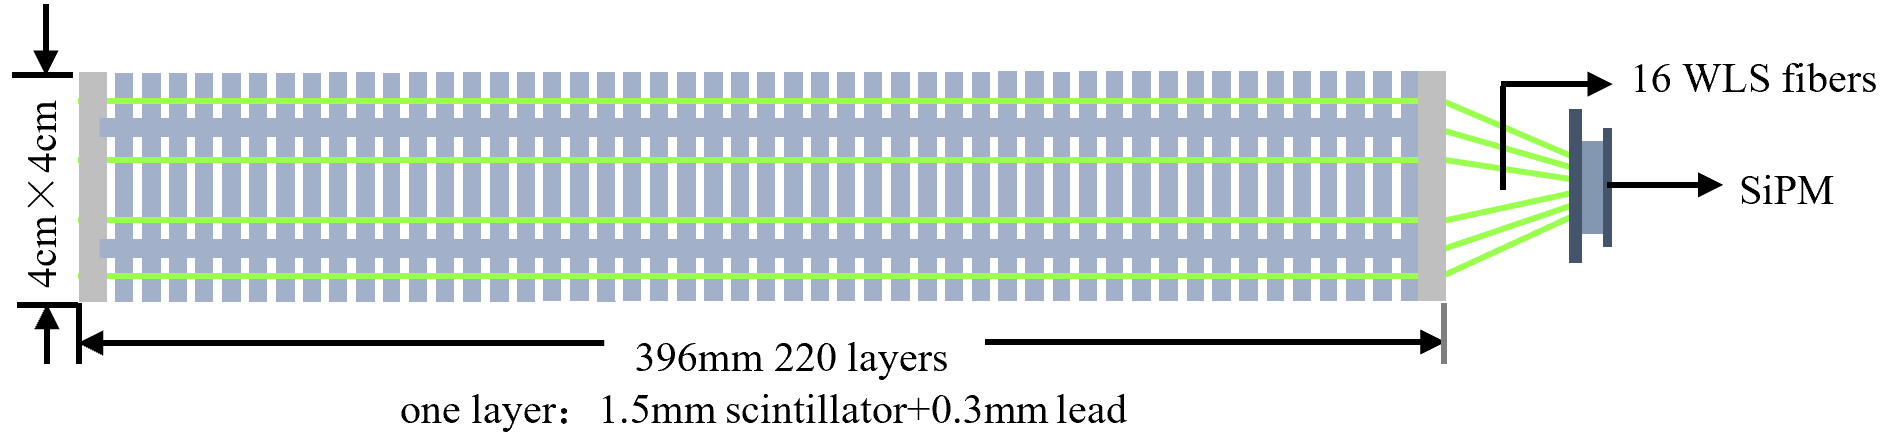 4cm×4cm
16 WLS fibers
SiPM
396mm 220 layers
one layer：1.5mm scintillator+0.3mm lead